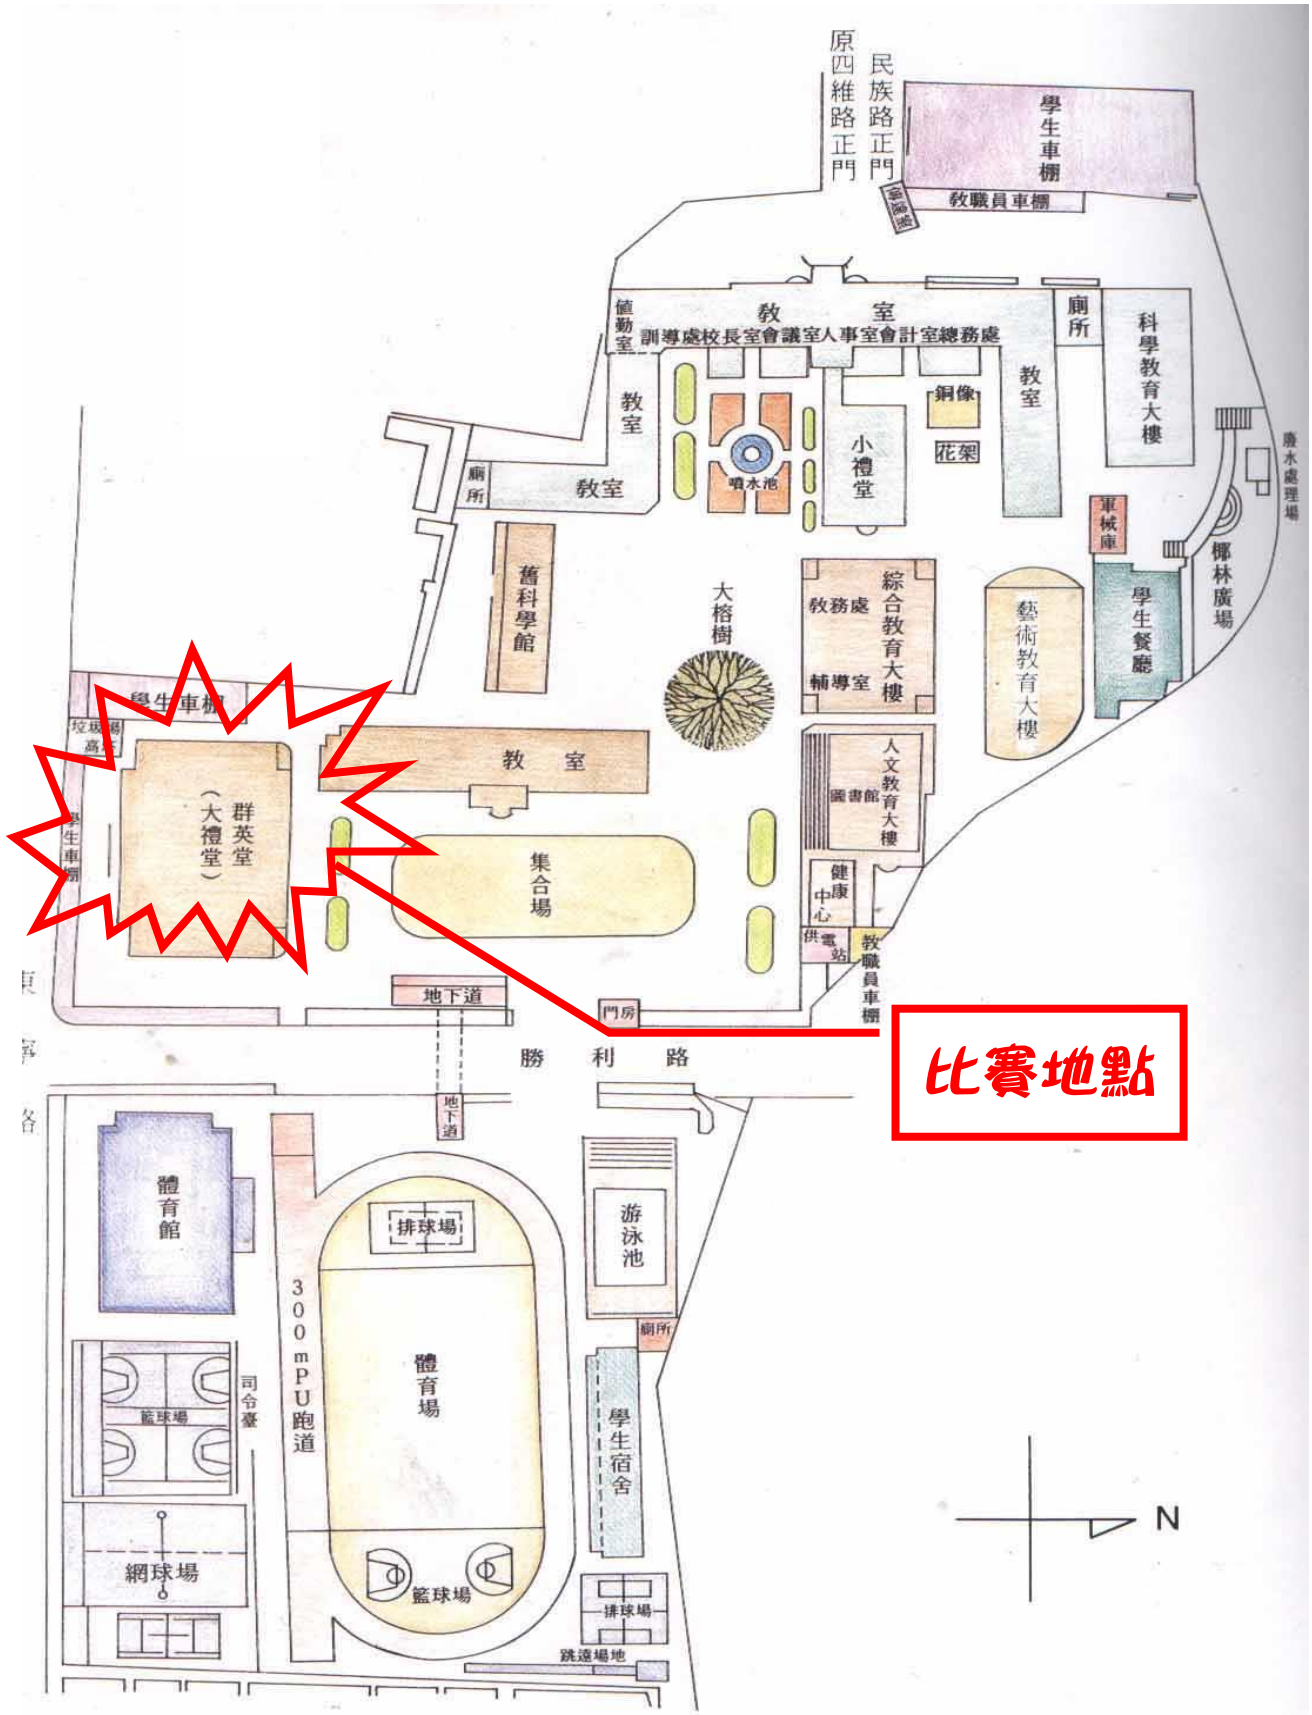 原四維路正門
民族路正門
學生車棚
教職員車棚
值勤室
教室
訓導處校長室會議室人事室會計室總務處
廁所
科學教育大樓
教室
教室
銅像
花架
小禮堂
噴水池
廁所
教室
廢水處理場
軍械庫
椰林廣場
舊科學館
大榕樹
綜合教育大樓
教務處
輔導室
藝術教育大樓
學生餐廳
學生車棚
垃圾場
教室
人文教育大樓
圖書館
群英堂
(大禮堂)
學生車棚
集合場
健康中心
供電站
教職員車棚
地下道
門房
東寧路
勝利路
比賽地點
地下道
體育館
排球場
游泳池
廁所
300mPU跑道
體育場
司令臺
籃球場
學生宿舍
網球場
籃球場
排球場
跳遠場地
N